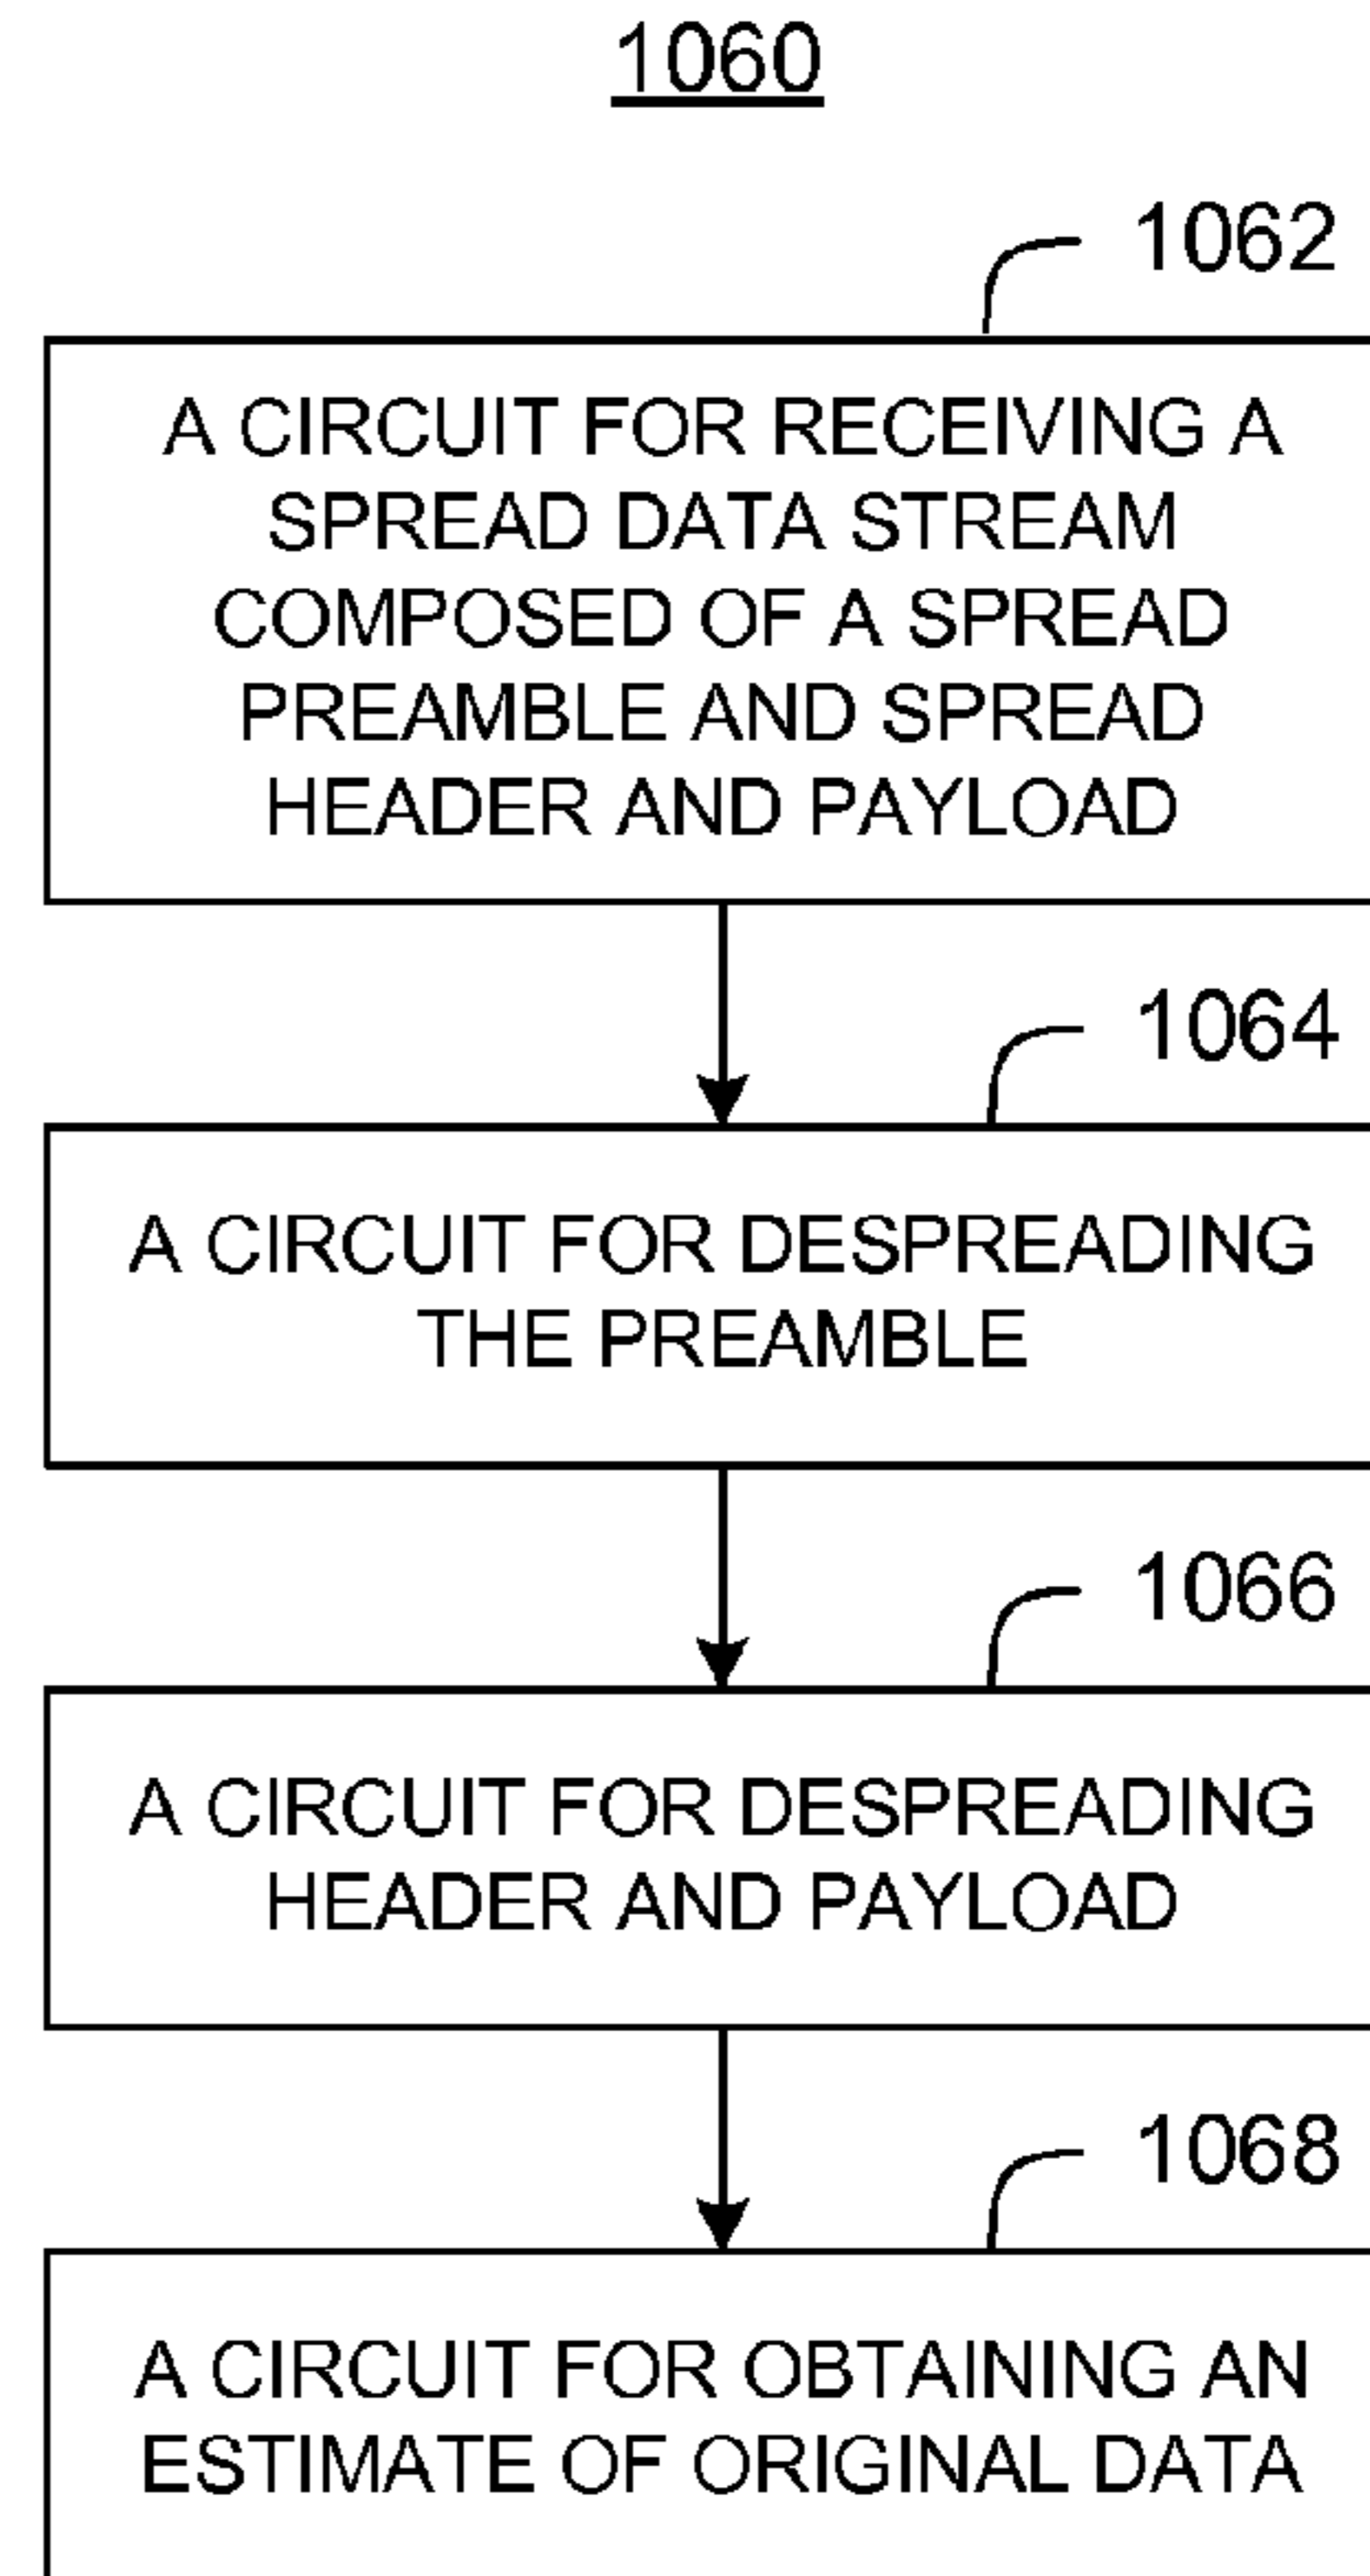 1060
1062
A CIRCUIT FOR RECEIVING A
SPREAD DATA STREAM
COMPOSED OF A SPREAD
PREAMBLE AND SPREAD
HEADER AND PAYLOAD
1064
A CIRCUIT FOR DESPREADING
THE PREAMBLE
1066
A CIRCUIT FOR DESPREADING
HEADER AND PAYLOAD
1068
A CIRCUIT FOR OBTAINING AN
ESTIMATE OF ORIGINAL DATA